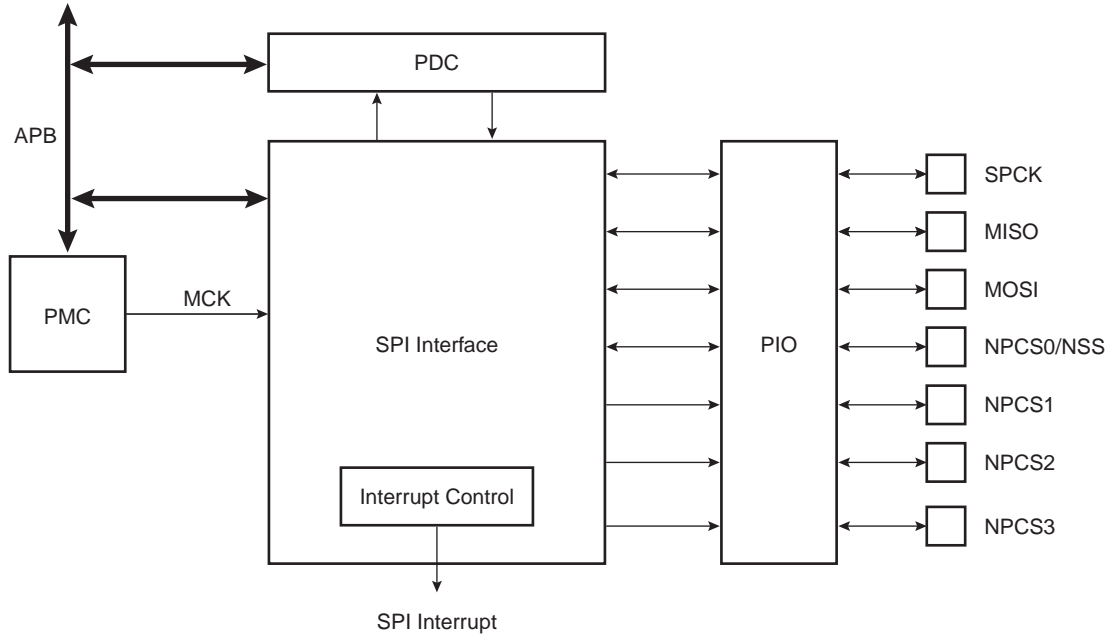 PDC
APB
SPCK
MISO
MCK
MOSI
PMC
SPI Interface
PIO
NPCS0/NSS
NPCS1
NPCS2
Interrupt Control
NPCS3
SPI Interrupt